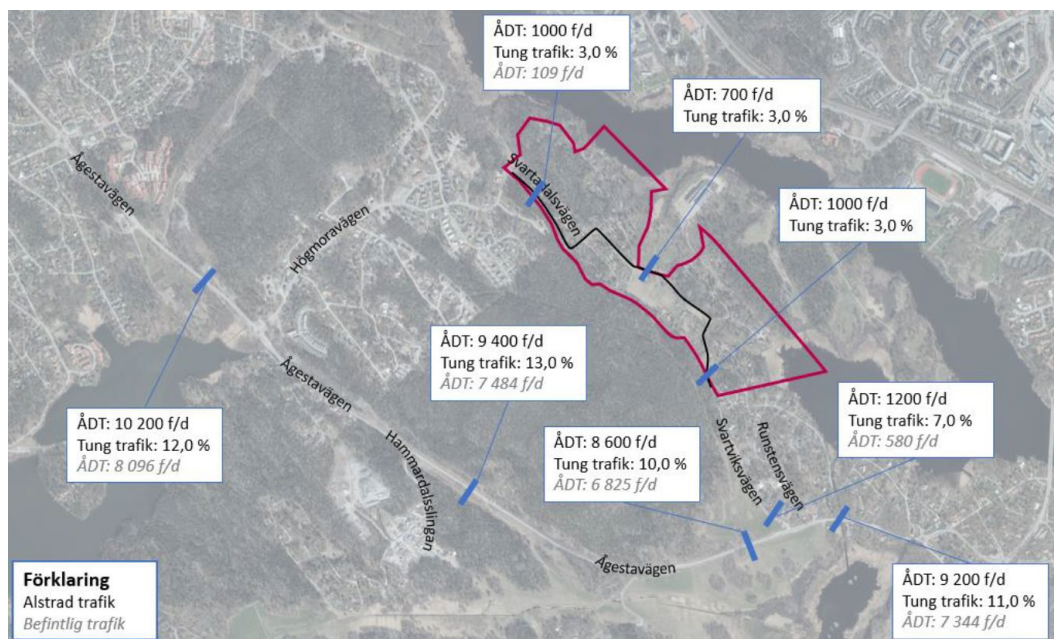 ÅDT: 1000 f/d
Tung trafik: 3,0 %
ÅDT: 109 f/d
ÅDT: 700 f/d
Tung trafik: 3,0 %
ÅDT: 1000 f/d
Tung trafik: 3,0 %
Ågestavägen
Högmoravägen
Svartadalsvägen
ÅDT: 9 400 f/d
Tung trafik: 13,0 %
ÅDT: 7 484 f/d
Ågestavägen
ÅDT: 10 200 f/d
Tung trafik: 12,0 %
ÅDT: 8 096 f/d
Hammardalsslingan
ÅDT: 8 600 f/d
Tung trafik: 10,0 %
ÅDT: 6 825 f/d
Svartviksvägen
Runstensvägen
ÅDT: 1200 f/d
Tung trafik: 7,0 %
ÅDT: 580 f/d
Ågestavägen
ÅDT: 9 200 f/d
Tung trafik: 11,0 %
ÅDT: 7 344 f/d
Förklaring
Alstrad trafik
Befintlig trafik